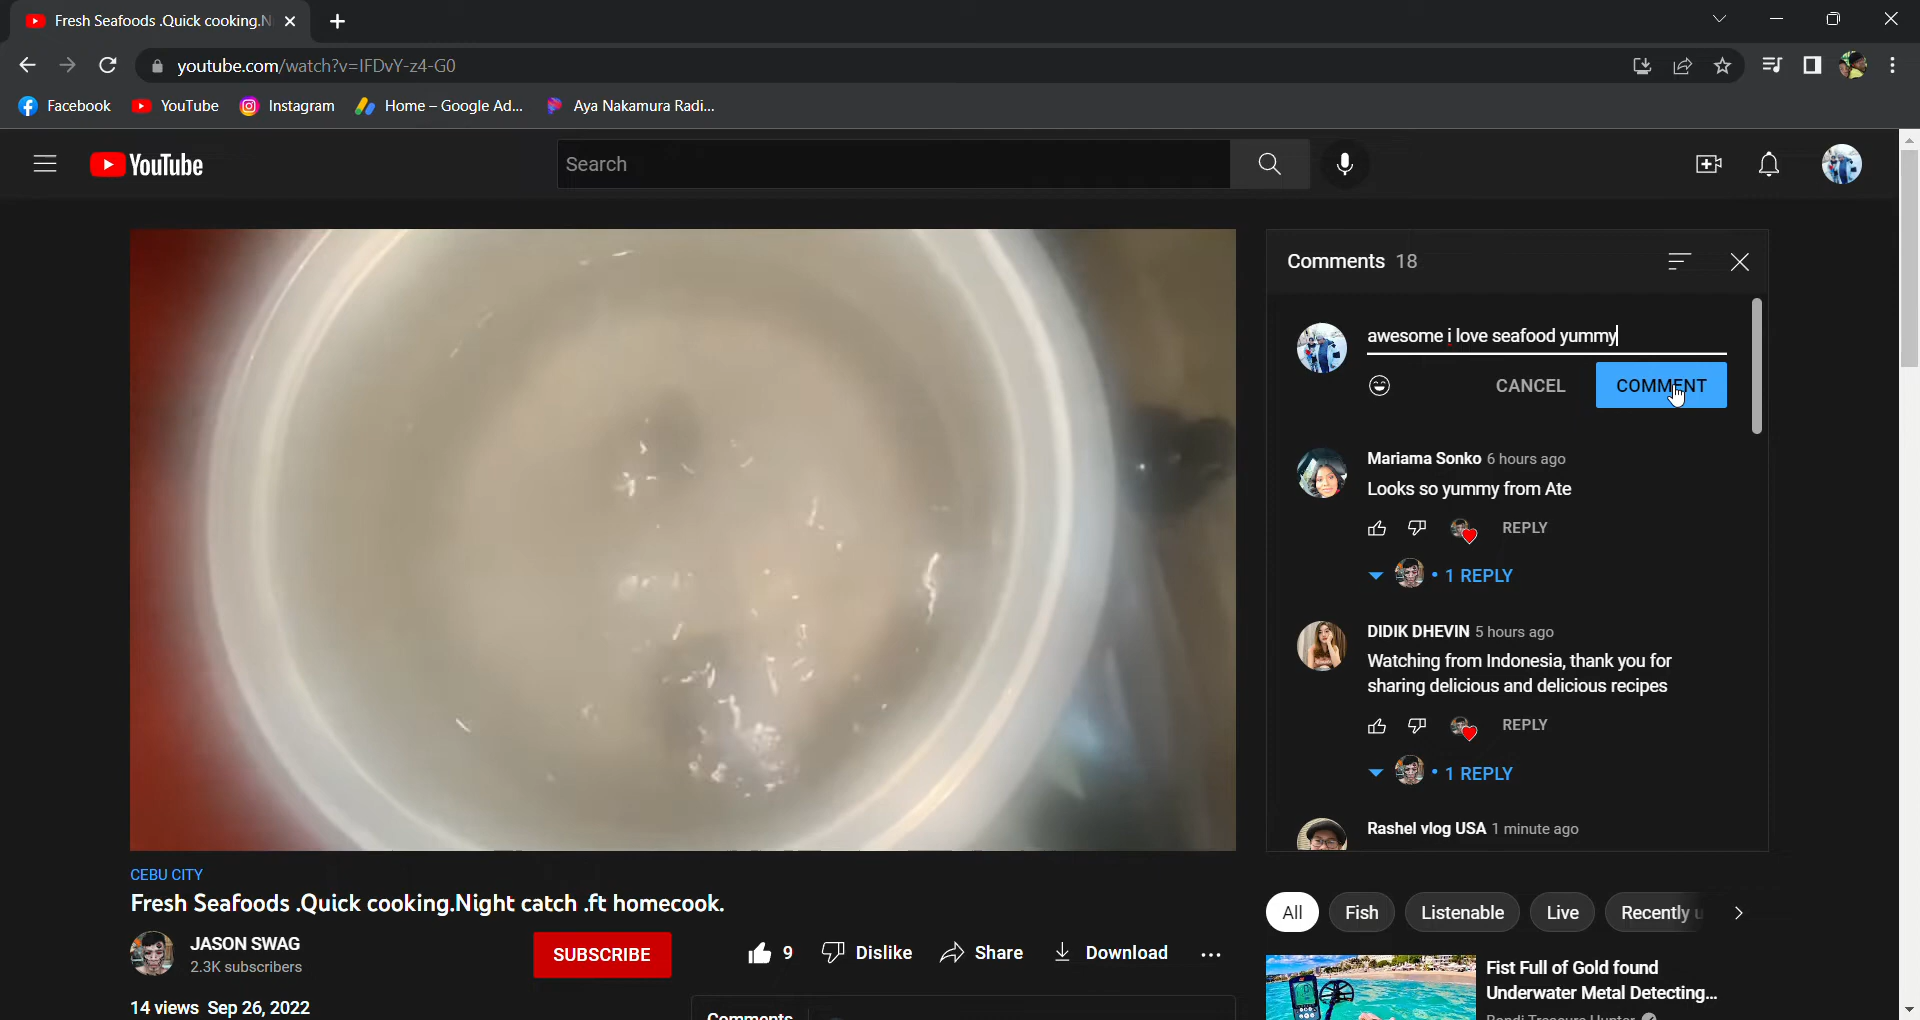 Fresh Seafoods .Quick cooking.N
youtube.com/watch?v=IFDvY-z4-G0
Facebook
YouTube
Instagram
Home – Google Ad...
Aya Nakamura Radi...
YouTube
Search
Comments 18
awesome i love seafood yummy
CANCEL
COMMENT
Mariama Sonko 6 hours ago
Looks so yummy from Ate
REPLY
• 1 REPLY
DIDIK DHEVIN 5 hours ago
Watching from Indonesia, thank you for
sharing delicious and delicious recipes
REPLY
• 1 REPLY
Rashel vlog USA 1 minute ago
CEBU CITY
Fresh Seafoods .Quick cooking.Night catch .ft homecook.
JASON SWAG
2.3K subscribers
SUBSCRIBE
9
Dislike
Share
Download
14 views Sep 26, 2022
Comments
All
Fish
Listenable
Live
Recently u
Fist Full of Gold found
Underwater Metal Detecting...